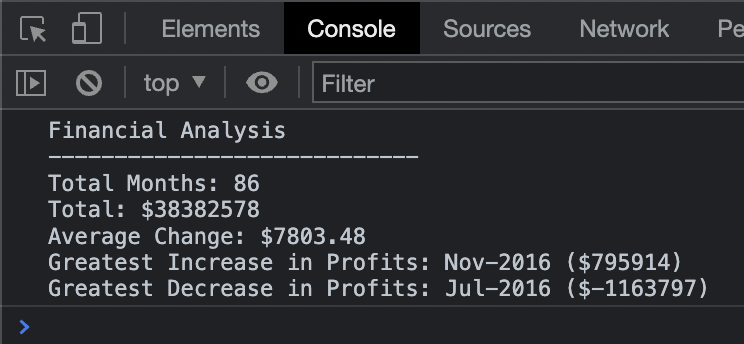 Elements Console Sources Network Pe
top ▼ Filter
Financial Analysis
----------------------------
Total Months: 86
Total: $38382578
Average Change: $7803.48
Greatest Increase in Profits: Nov-2016 ($795914)
Greatest Decrease in Profits: Jul-2016 ($-1163797)